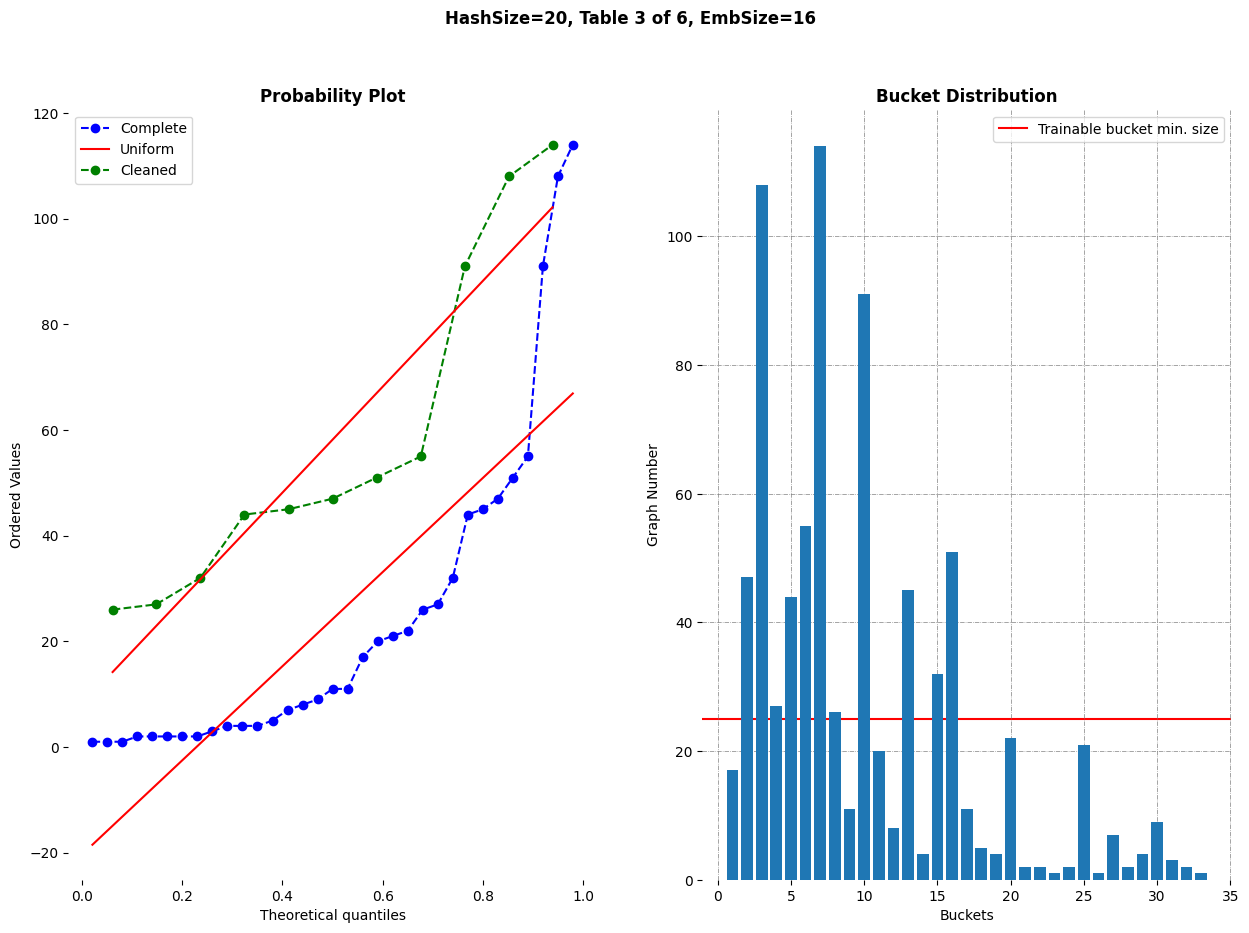 HashSize=20, Table 3 of 6, EmbSize=16
Probability Plot
Complete
Uniform
Cleaned
120
100
80
60
40
20
0
−20
Ordered Values
0.0 0.2 0.4 0.6 0.8 1.0
Theoretical quantiles
Bucket Distribution
Trainable bucket min. size
100
80
60
40
20
0
Graph Number
0 5 10 15 20 25 30 35
Buckets